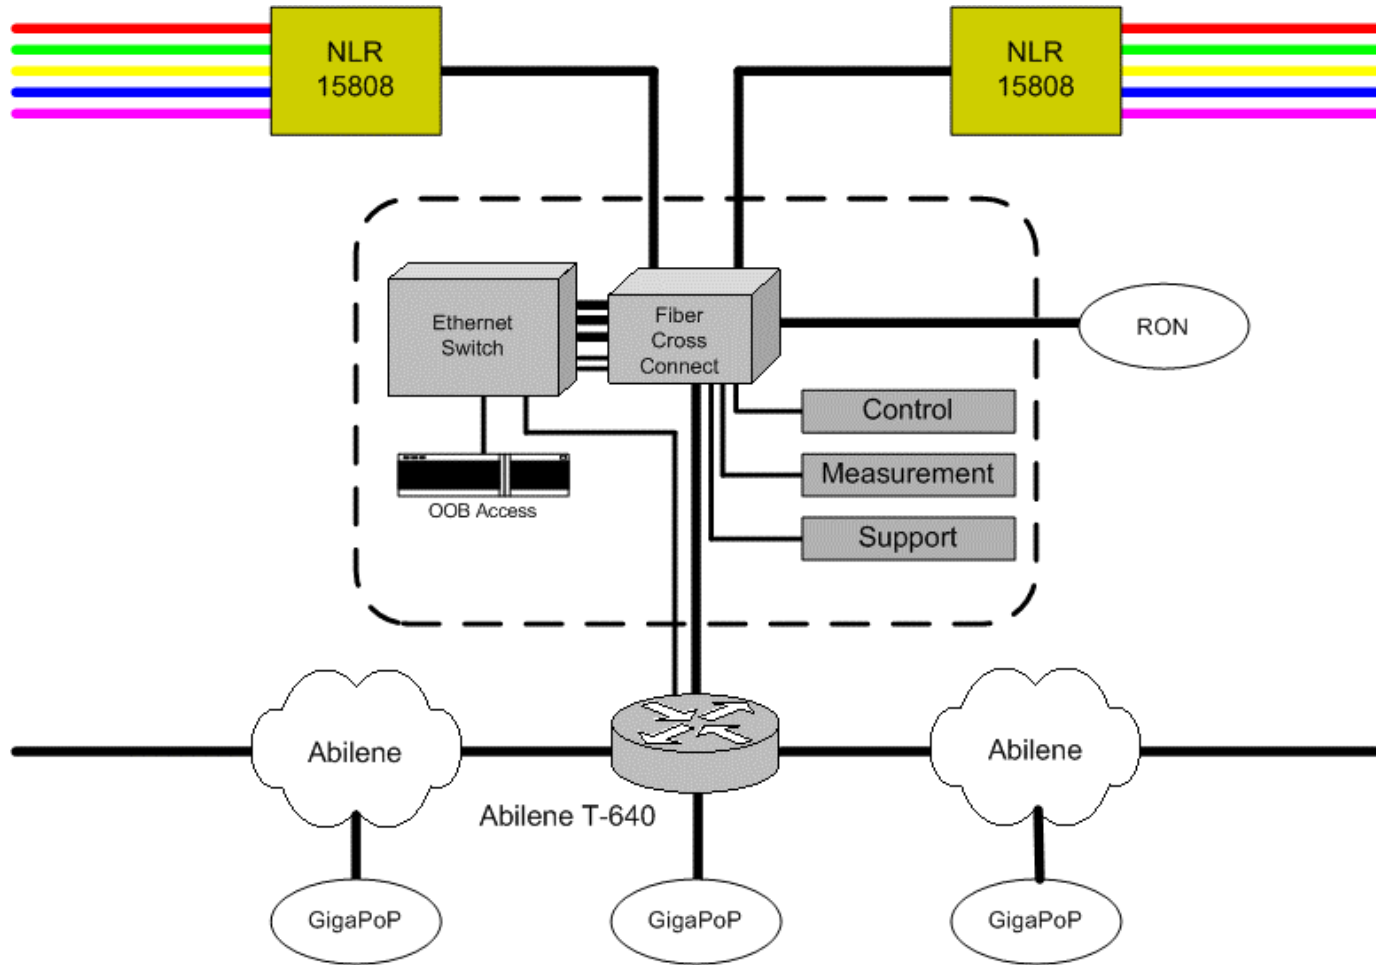 NLR
15808
NLR
15808
Ethernet
Switch
Fiber
Cross
Connect
RON
Control
Measurement
Support
OOB Access
Abilene
Abilene
Abilene T-640
GigaPoP
GigaPoP
GigaPoP